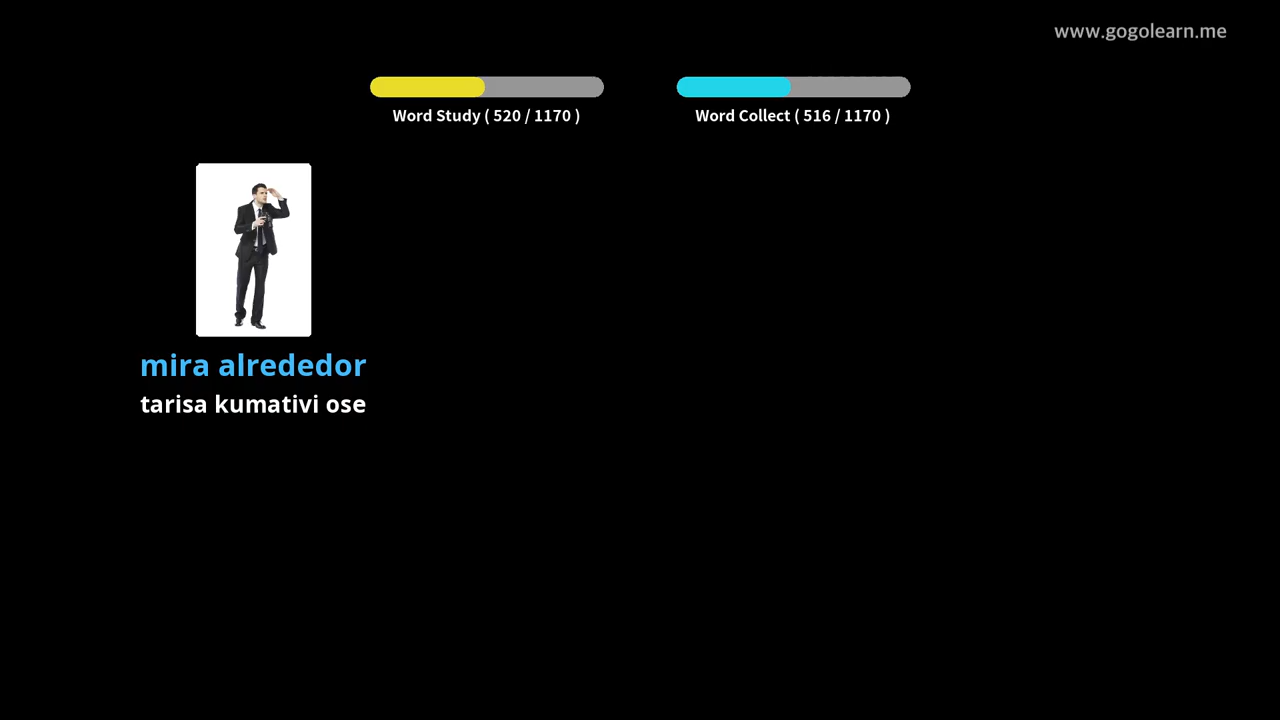 www.gogolearn.me
Word Study ( 520 / 1170 )
Word Collect ( 516 / 1170 )
mira alrededor
tarisa kumativi ose